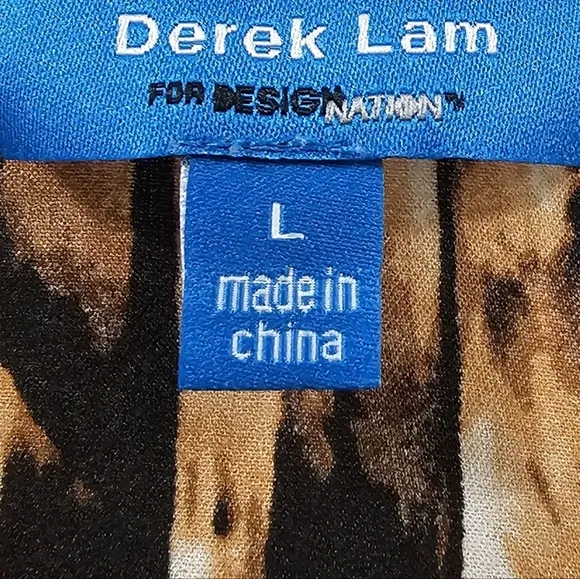 Derek Lam
FOR DESIGNNATION™
L
made in
china